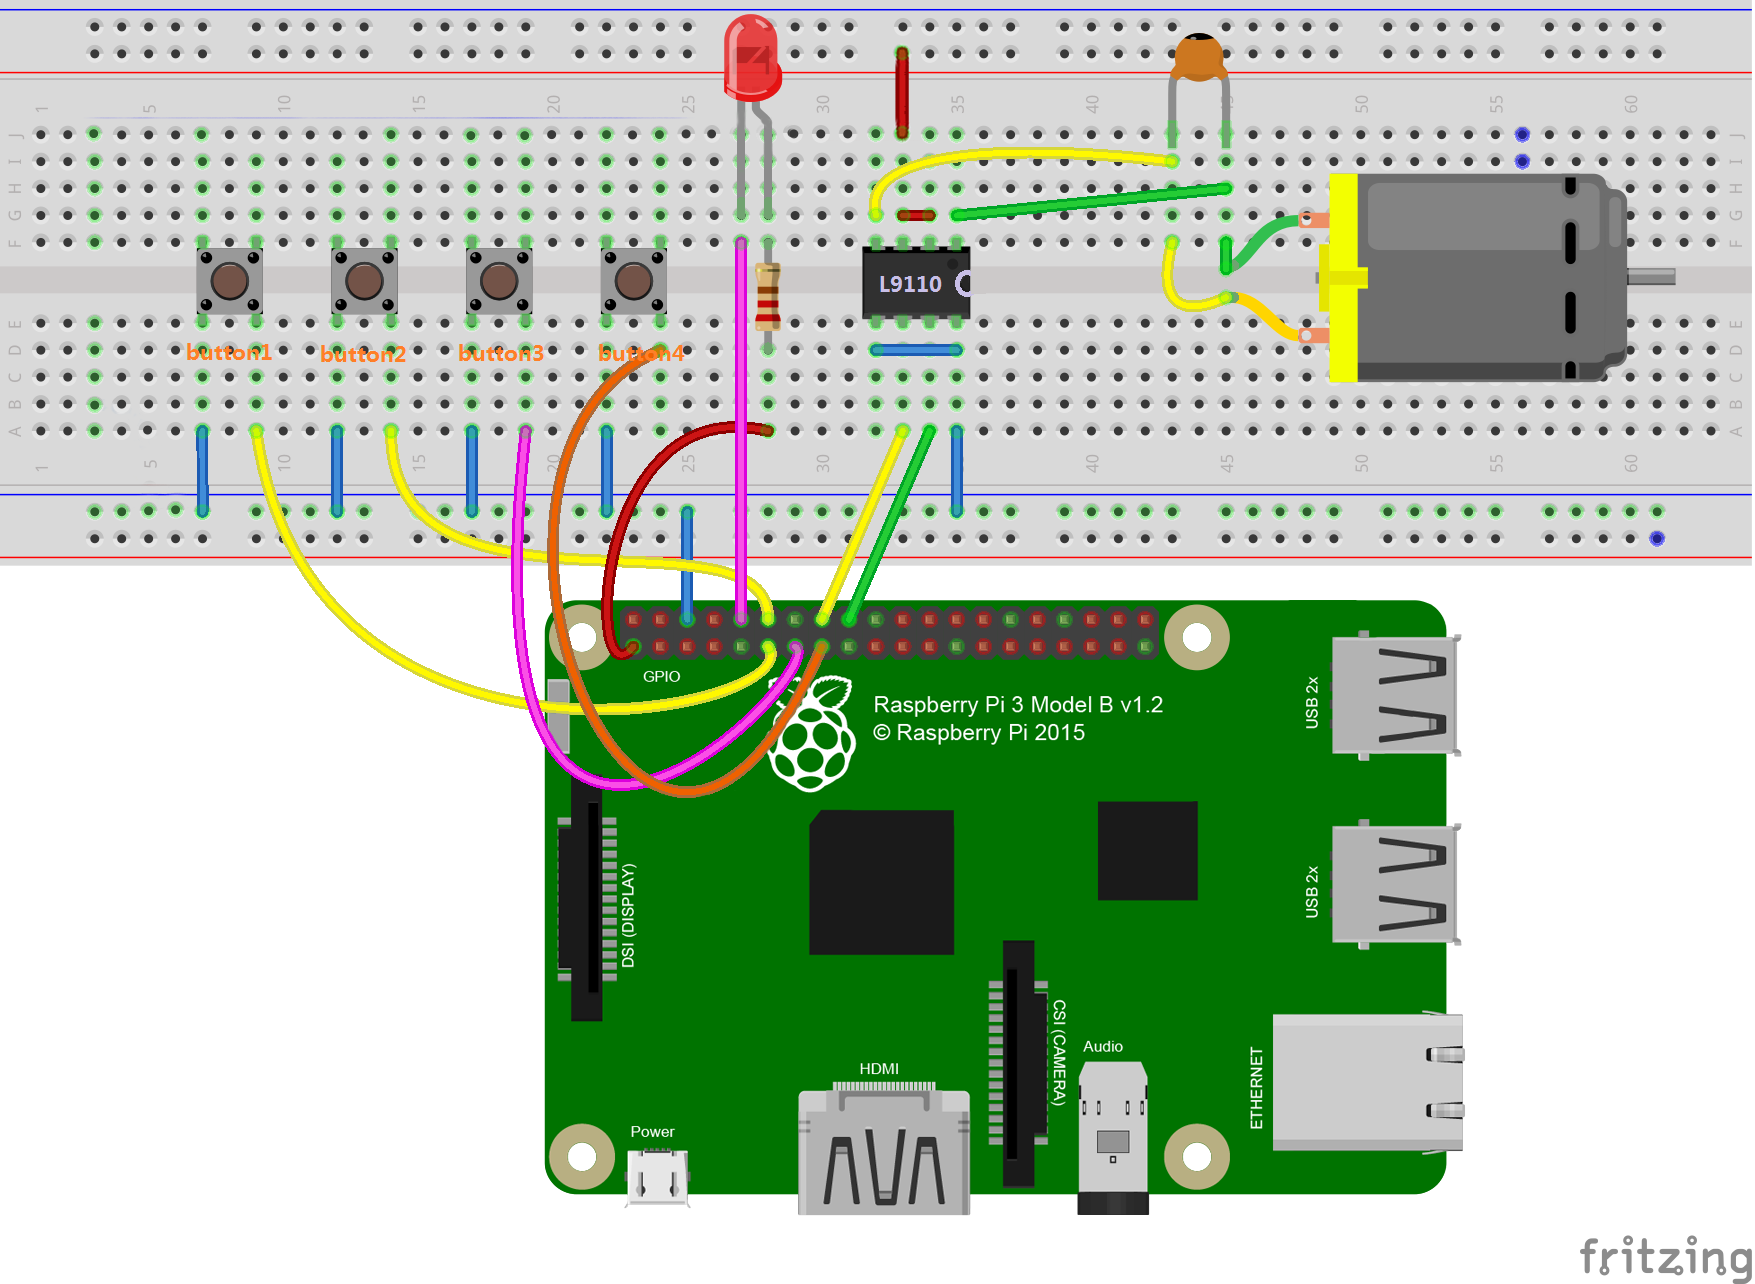 1 5 10 15 20 25 30 35 40 45 50 55 60
J J
I I
H H
G G
F F
L9110
E E
D D
button1 button2 button3 button4
C C
B B
A A
1 5 10 15 20 25 30 35 40 45 50 55 60
GPIO
Raspberry Pi 3 Model B v1.2
© Raspberry Pi 2015
USB 2x
USB 2x
DSI (DISPLAY)
CSI (CAMERA)
Audio
ETHERNET
HDMI
Power
fritzing